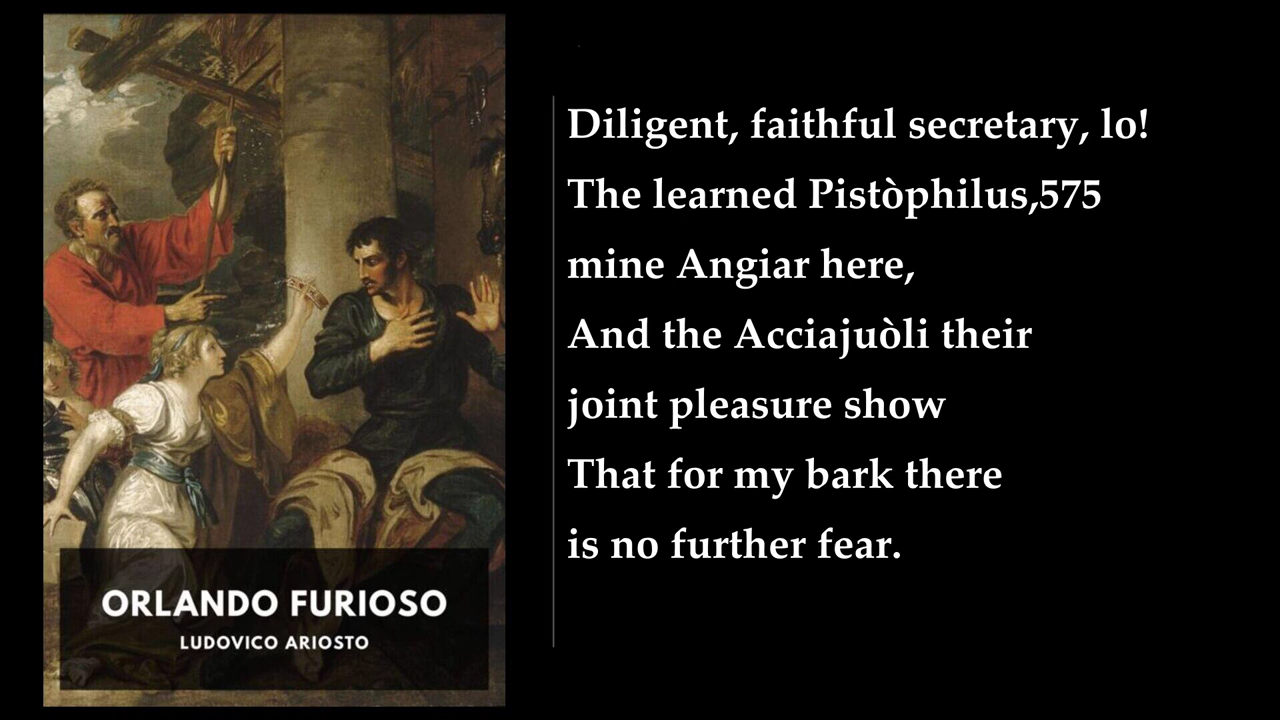 Diligent, faithful secretary, lo!
The learned Pistòphilus,575
mine Angiar here,
And the Acciajuòli their
joint pleasure show
That for my bark there
is no further fear.
ORLANDO FURIOSO
LUDOVICO ARIOSTO